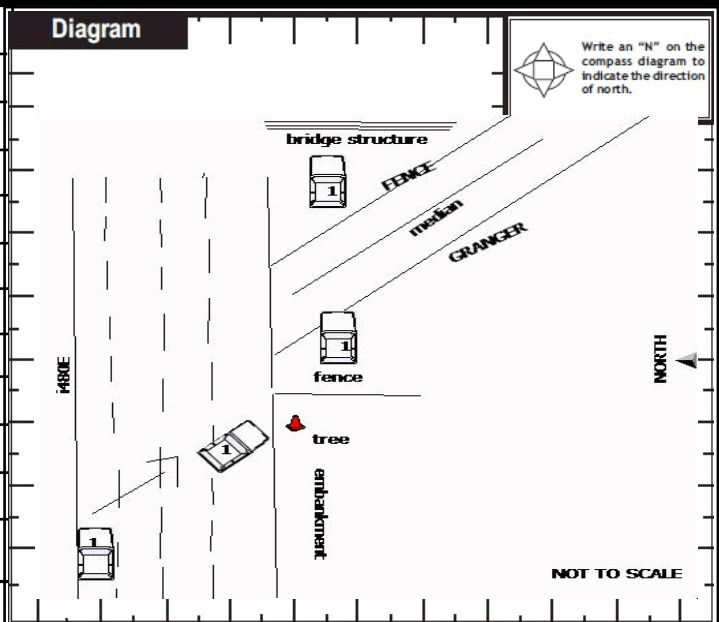 Diagram
Write an “N” on the
compass diagram to
indicate the direction
of north.
bridge structure
1
FENCE
median
GRANGER
1
fence
I480E
NORTH
tree
1
embankment
1
NOT TO SCALE